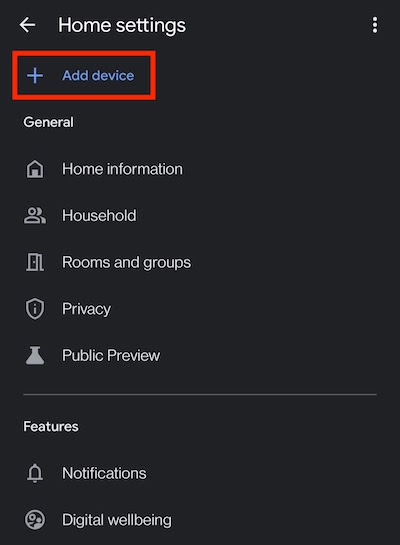 Home settings
Add device
General
Home information
Household
Rooms and groups
Privacy
Public Preview
Features
Notifications
Digital wellbeing